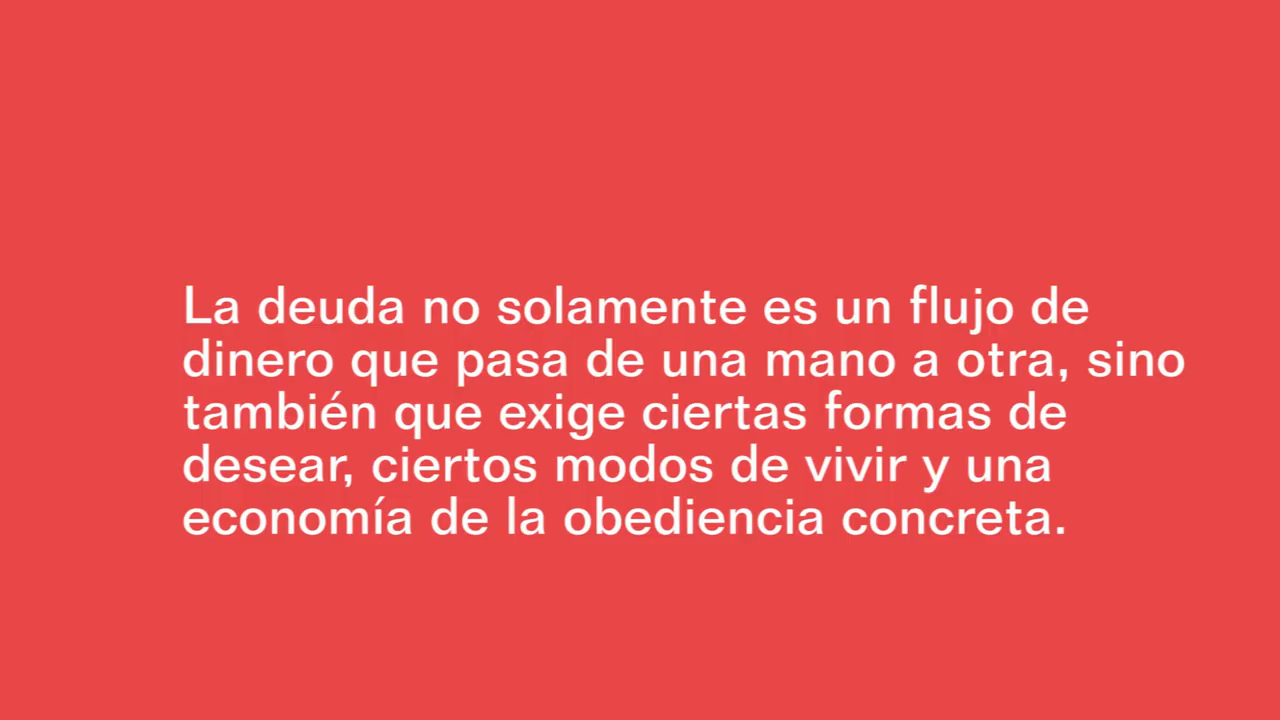 La deuda no solamente es un flujo de
dinero que pasa de una mano a otra, sino
también que exige ciertas formas de
desear, ciertos modos de vivir y una
economía de la obediencia concreta.